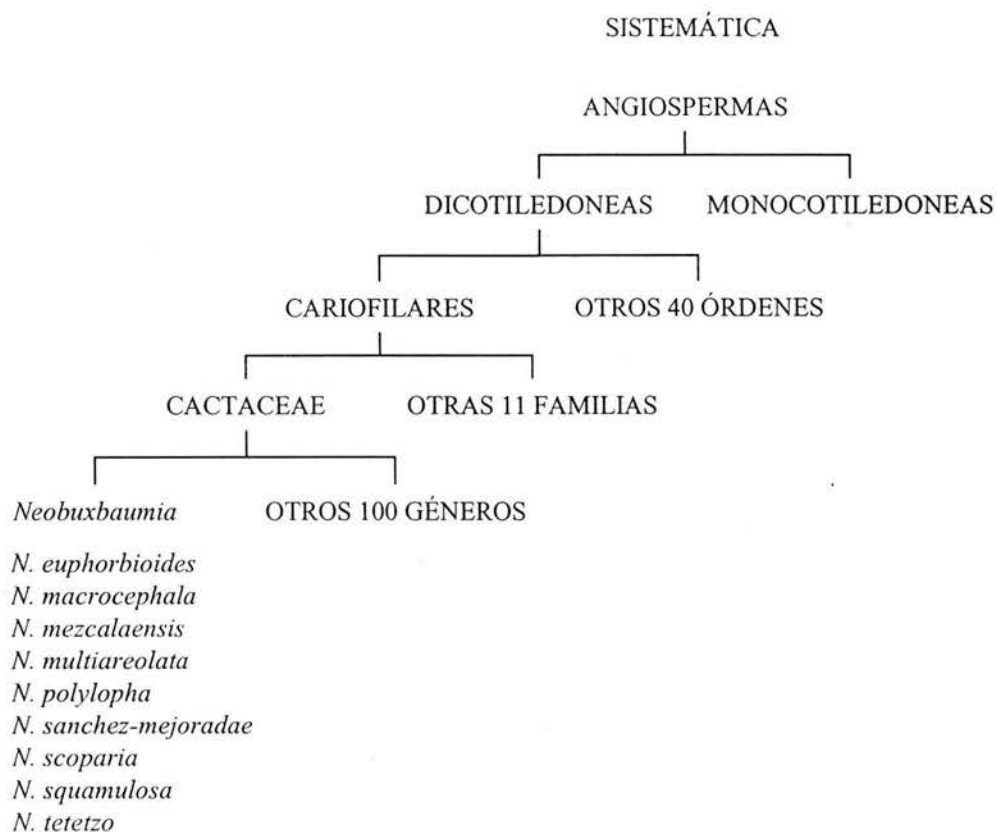 SISTEMÁTICA
ANGIOSPERMAS
DICOTILEDONEAS MONOCOTILEDONEAS
CARIOFILARES OTROS 40 ÓRDENES
CACTACEAE OTRAS 11 FAMILIAS
Neobuxbaumia OTROS 100 GÉNEROS
N. euphorbioides
N. macrocephala
N. mezcalaensis
N. multiareolata
N. polylopha
N. sanchez-mejoradae
N. scoparia
N. squamulosa
N. tetetzo